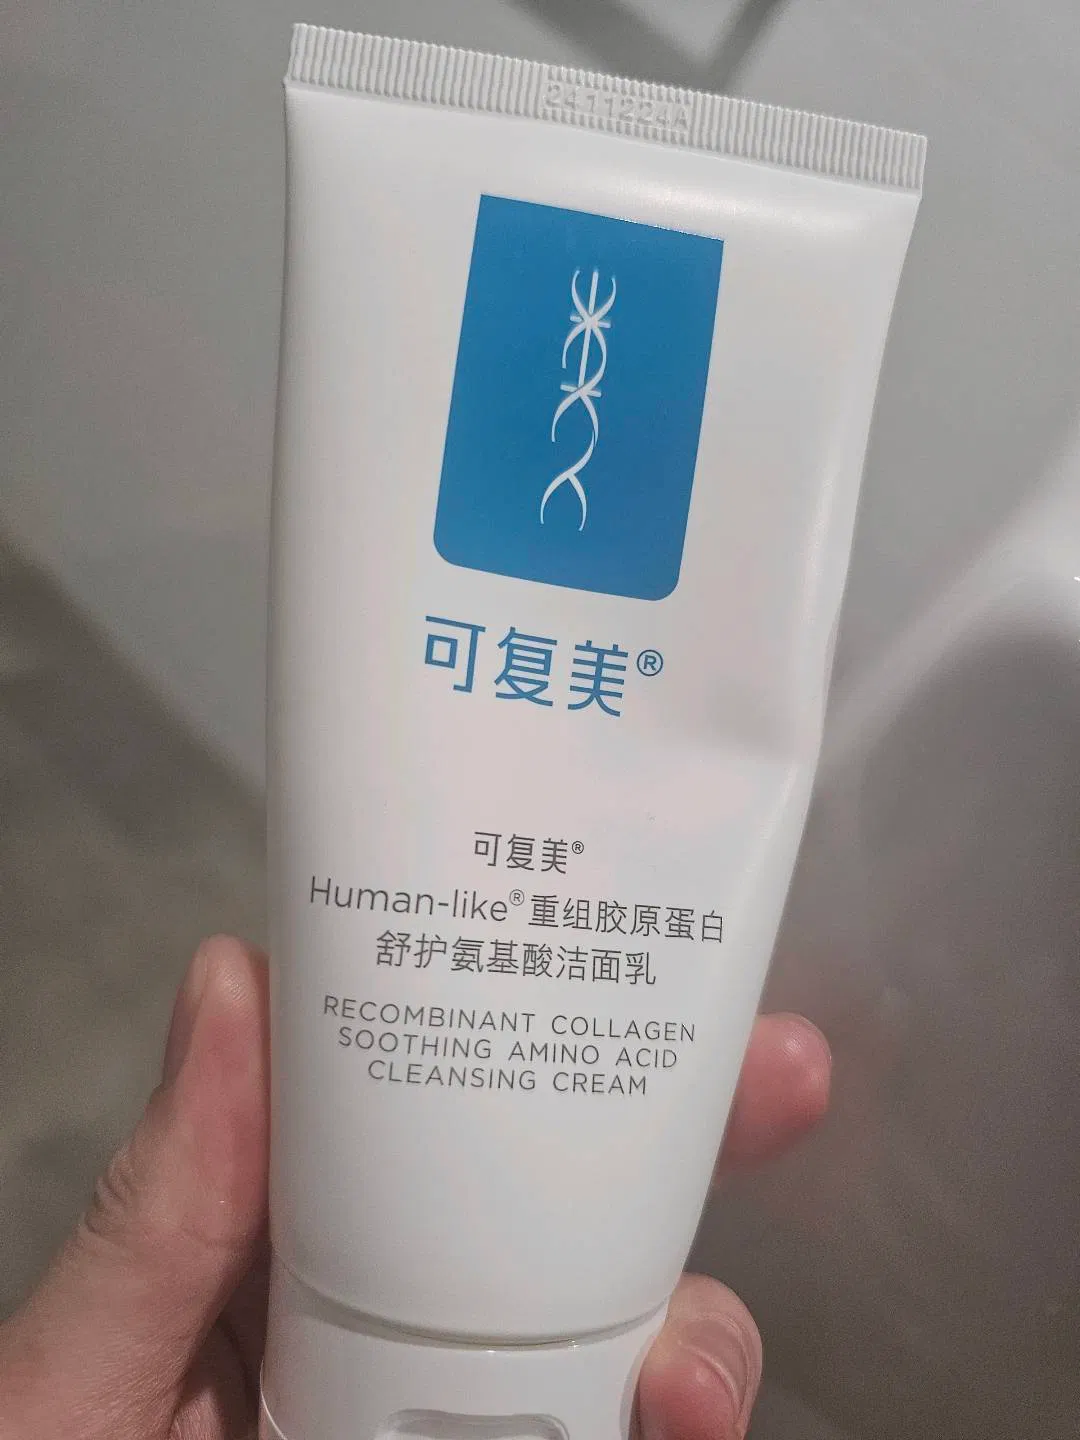 2411224A
可复美®
可复美®
Human-like®重组胶原蛋白
舒护氨基酸洁面乳
RECOMBINANT COLLAGEN
SOOTHING AMINO ACID
CLEANSING CREAM